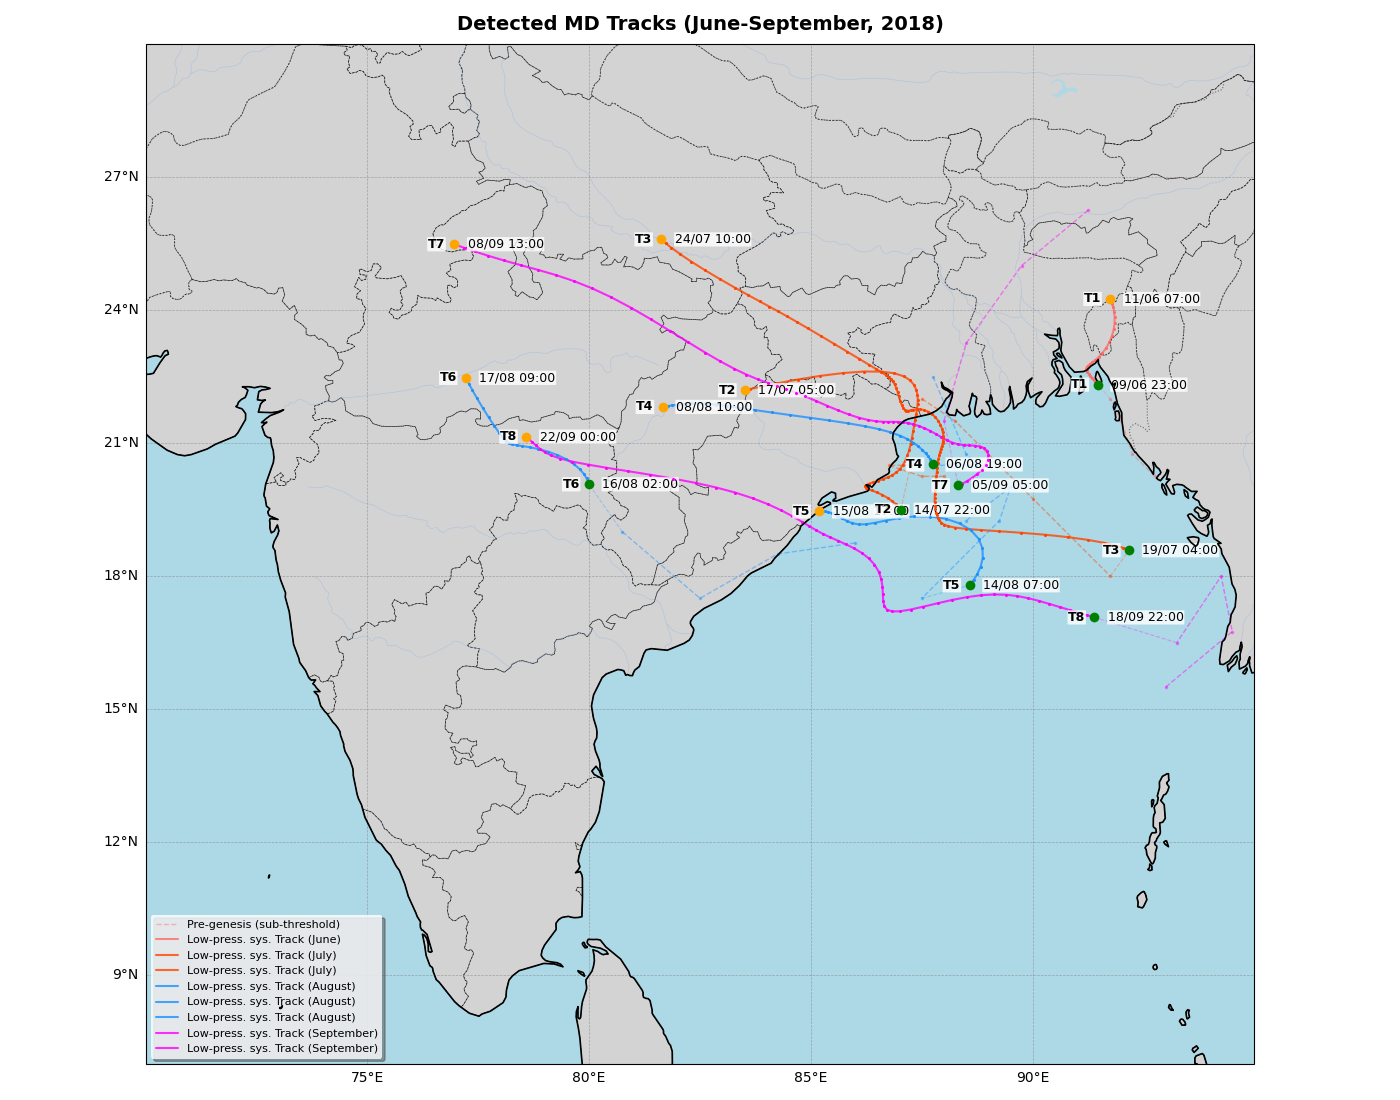 Detected MD Tracks (June-September, 2018)
27°N
24°N
21°N
18°N
15°N
12°N
9°N
T7 08/09 13:00
T3 24/07 10:00
T1 11/06 07:00
T6 17/08 09:00
T1 09/06 23:00
T2 17/07 05:00
T4 08/08 10:00
T8 22/09 00:00
T4 06/08 19:00
T6 16/08 02:00
T7 05/09 05:00
T5 15/08
T2 14/07 22:00
T3 19/07 04:00
T5 14/08 07:00
T8 18/09 22:00
Pre-genesis (sub-threshold)
Low-press. sys. Track (June)
Low-press. sys. Track (July)
Low-press. sys. Track (July)
Low-press. sys. Track (August)
Low-press. sys. Track (August)
Low-press. sys. Track (August)
Low-press. sys. Track (September)
Low-press. sys. Track (September)
75°E 80°E 85°E 90°E